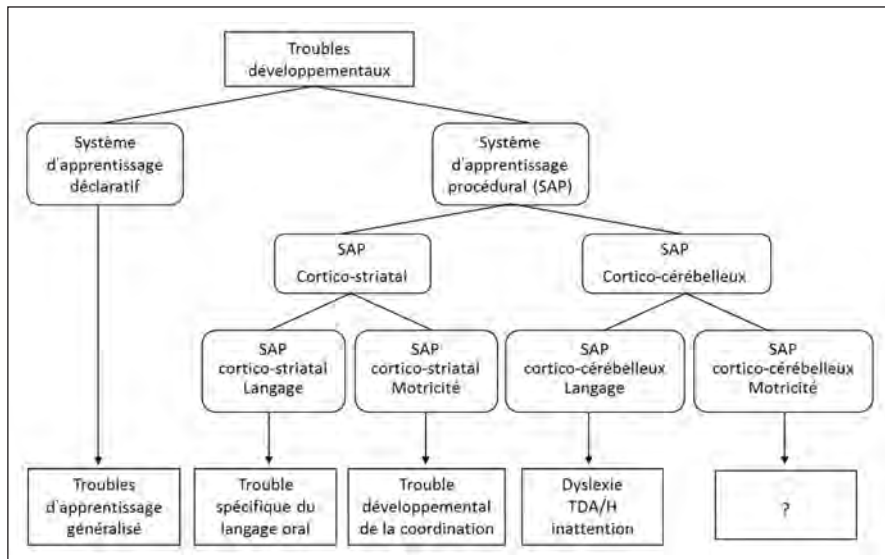 Troubles
développementaux
Système
d'apprentissage
déclaratif
Système
d'apprentissage
procédural (SAP)
SAP
Cortico-striatal
SAP
Cortico-cérébelleux
SAP
cortico-striatal
Langage
SAP
cortico-striatal
Motricité
SAP
cortico-cérébelleux
Langage
SAP
cortico-cérébelleux
Motricité
Troubles
d'apprentissage
généralisé
Trouble
spécifique du
langage oral
Trouble
développemental
de la coordination
Dyslexie
TDA/H
inattention
?